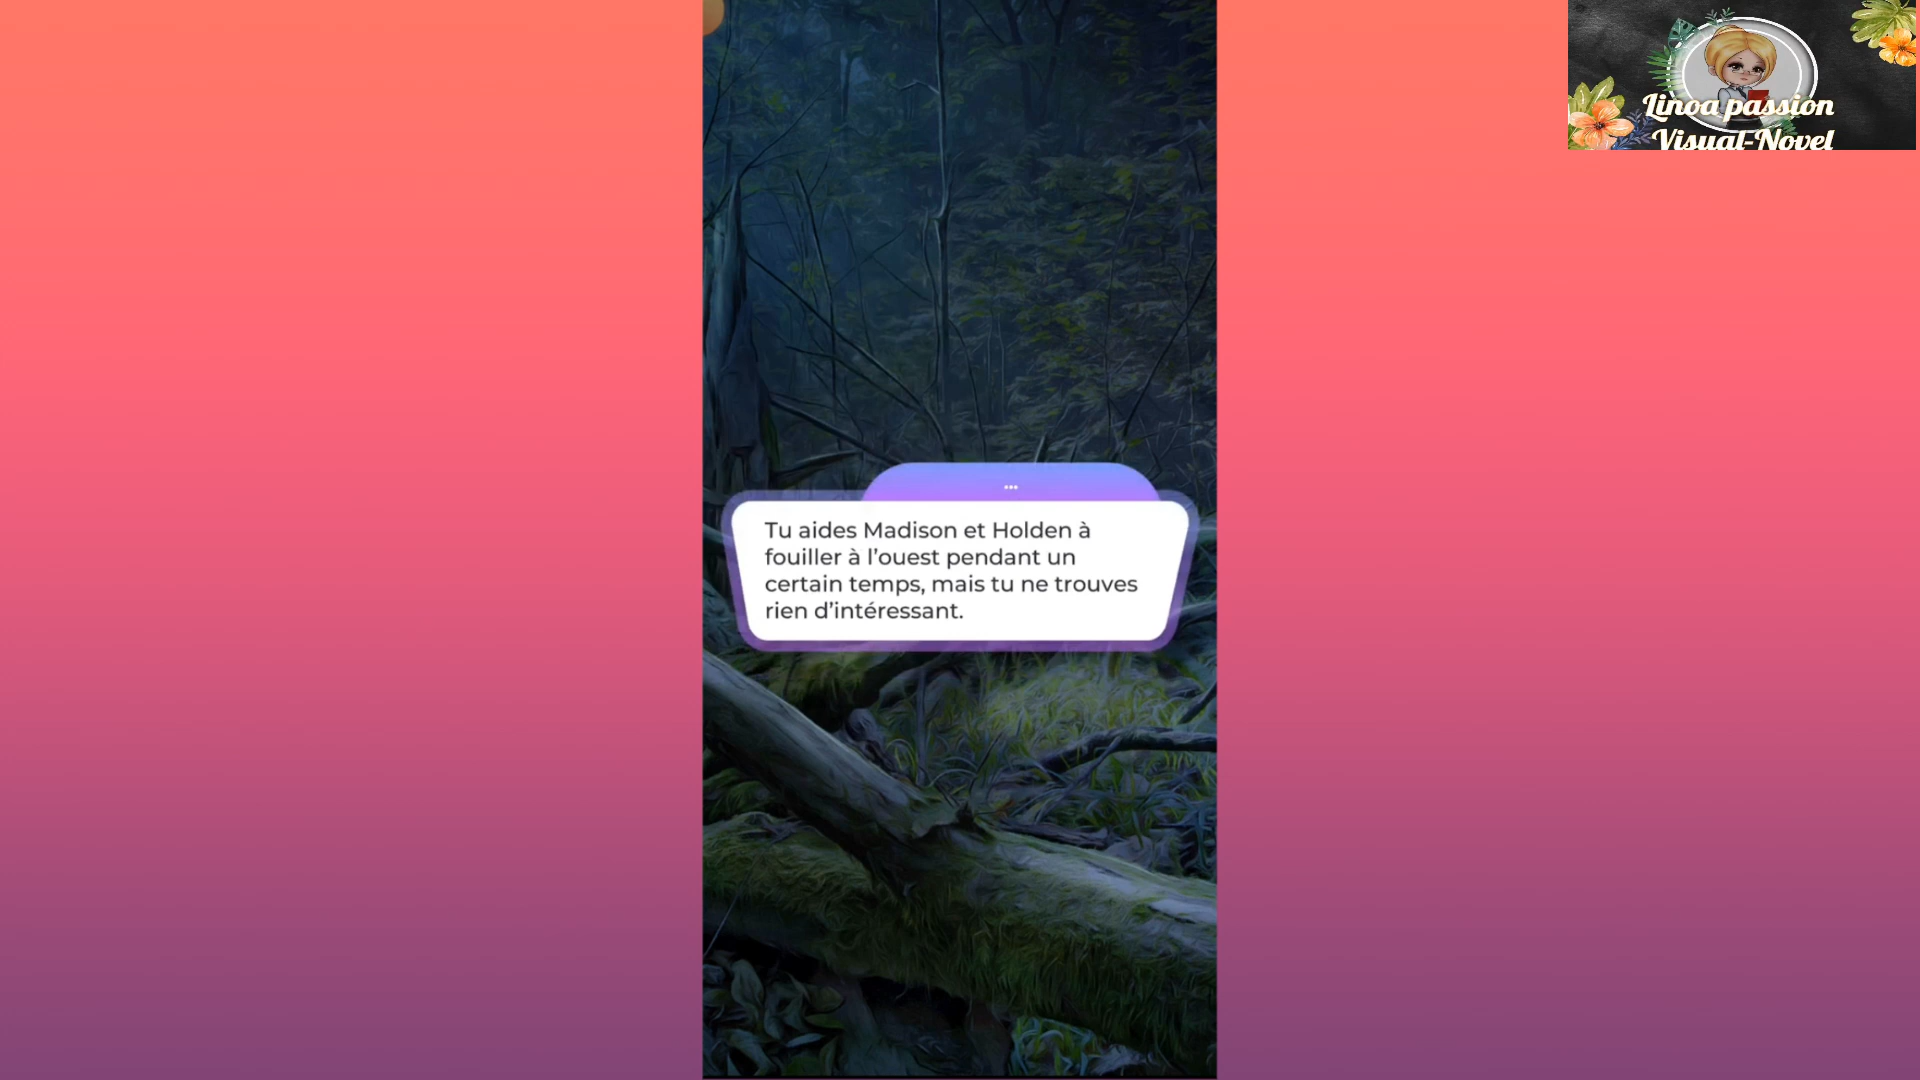 Linoa passion
Visual-Novel
...
Tu aides Madison et Holden à
fouiller à l’ouest pendant un
certain temps, mais tu ne trouves
rien d’intéressant.